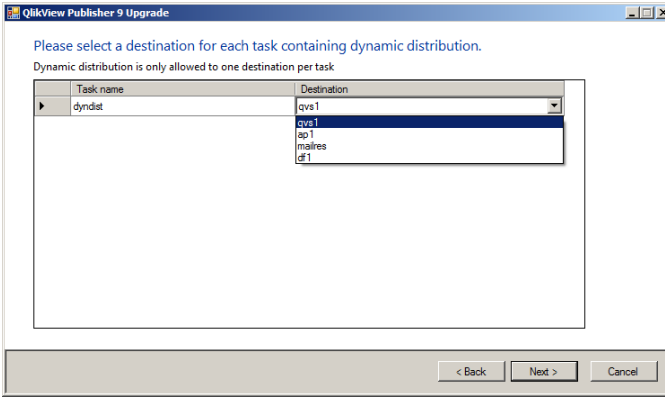 QlikView Publisher 9 Upgrade
Please select a destination for each task containing dynamic distribution.
Dynamic distribution is only allowed to one destination per task
Task name Destination
dyndist qvs1
qvs1
ap1
mailres
df1
< Back Next > Cancel